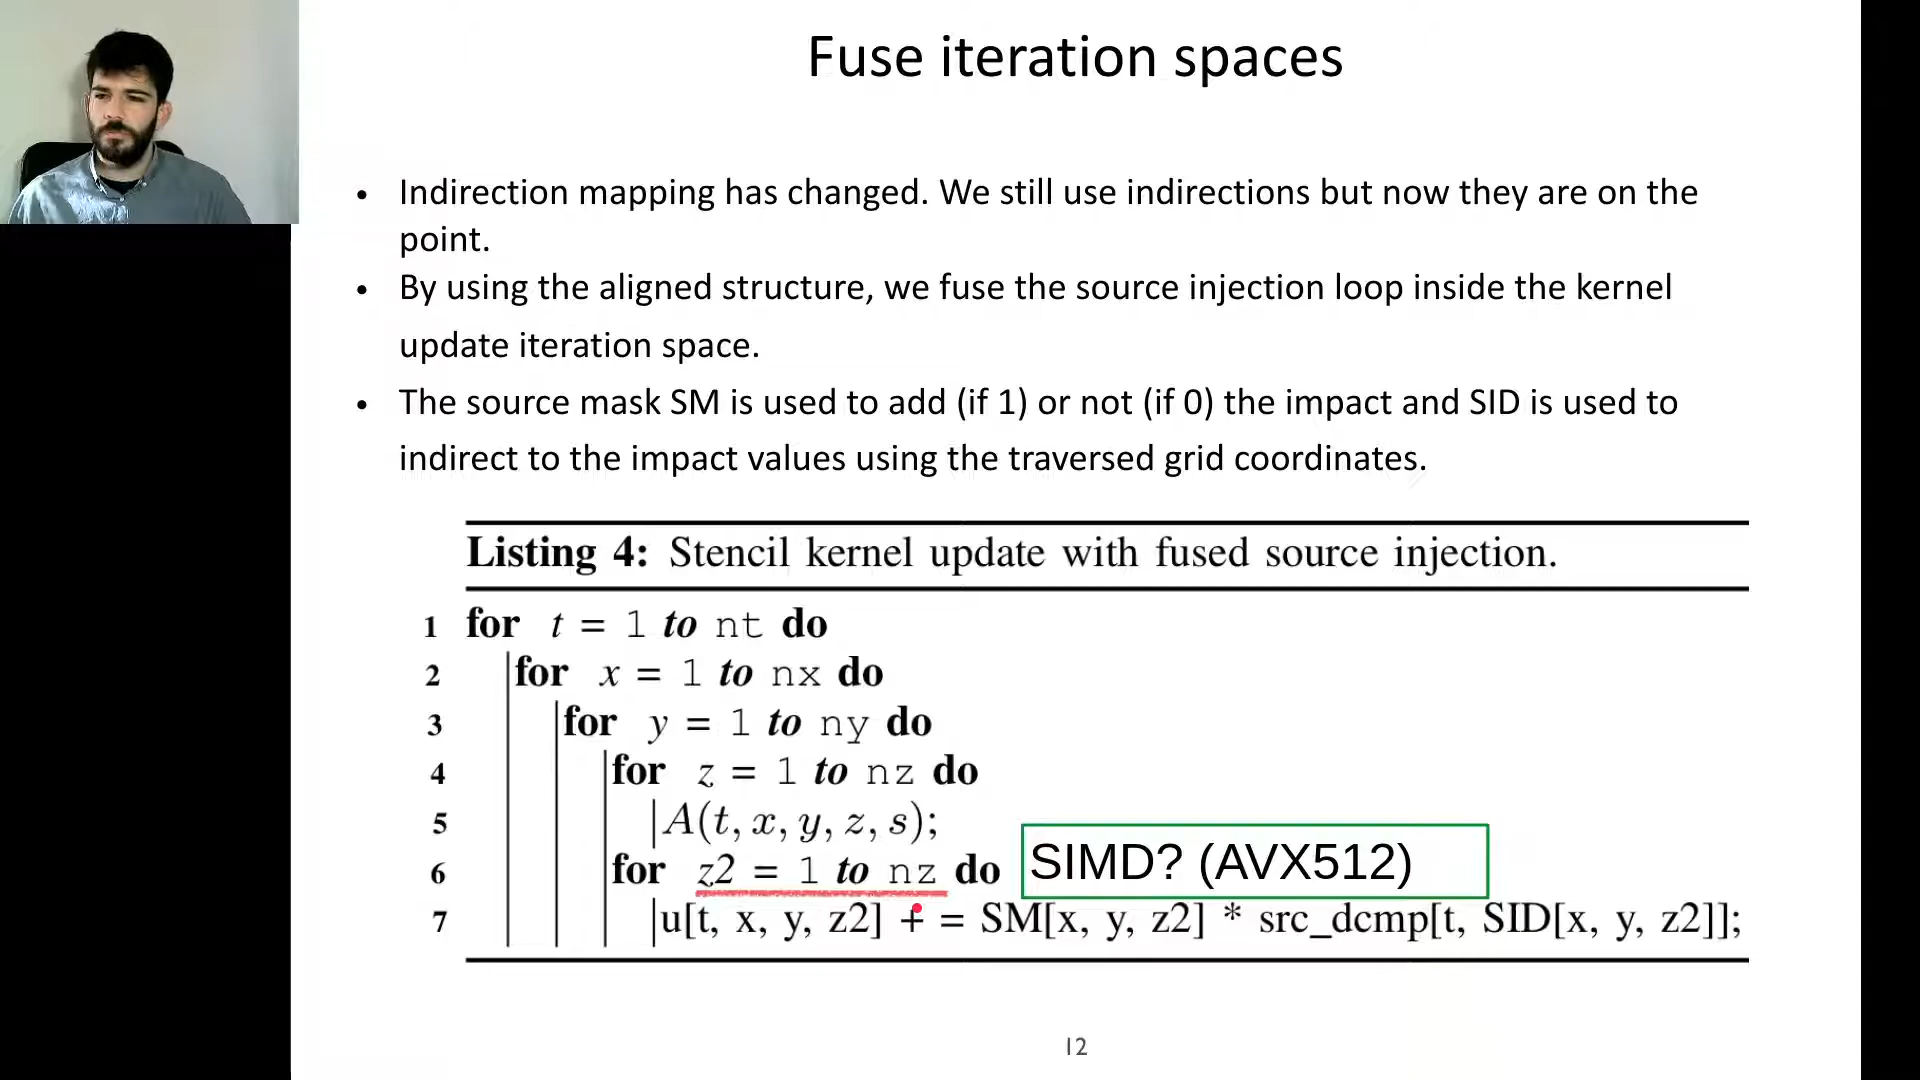 Fuse iteration spaces
• Indirection mapping has changed. We still use indirections but now they are on the
point.
• By using the aligned structure, we fuse the source injection loop inside the kernel
update iteration space.
• The source mask SM is used to add (if 1) or not (if 0) the impact and SID is used to
indirect to the impact values using the traversed grid coordinates.
Listing 4: Stencil kernel update with fused source injection.
1 for t = 1 to nt do
2 for x = 1 to nx do
3 for y = 1 to ny do
4 for z = 1 to nz do
5 A(t, x, y, z, s);
6 for z2 = 1 to nz do SIMD? (AVX512)
7 u[t, x, y, z2] + = SM[x, y, z2] * src_dcmp[t, SID[x, y, z2]];
12